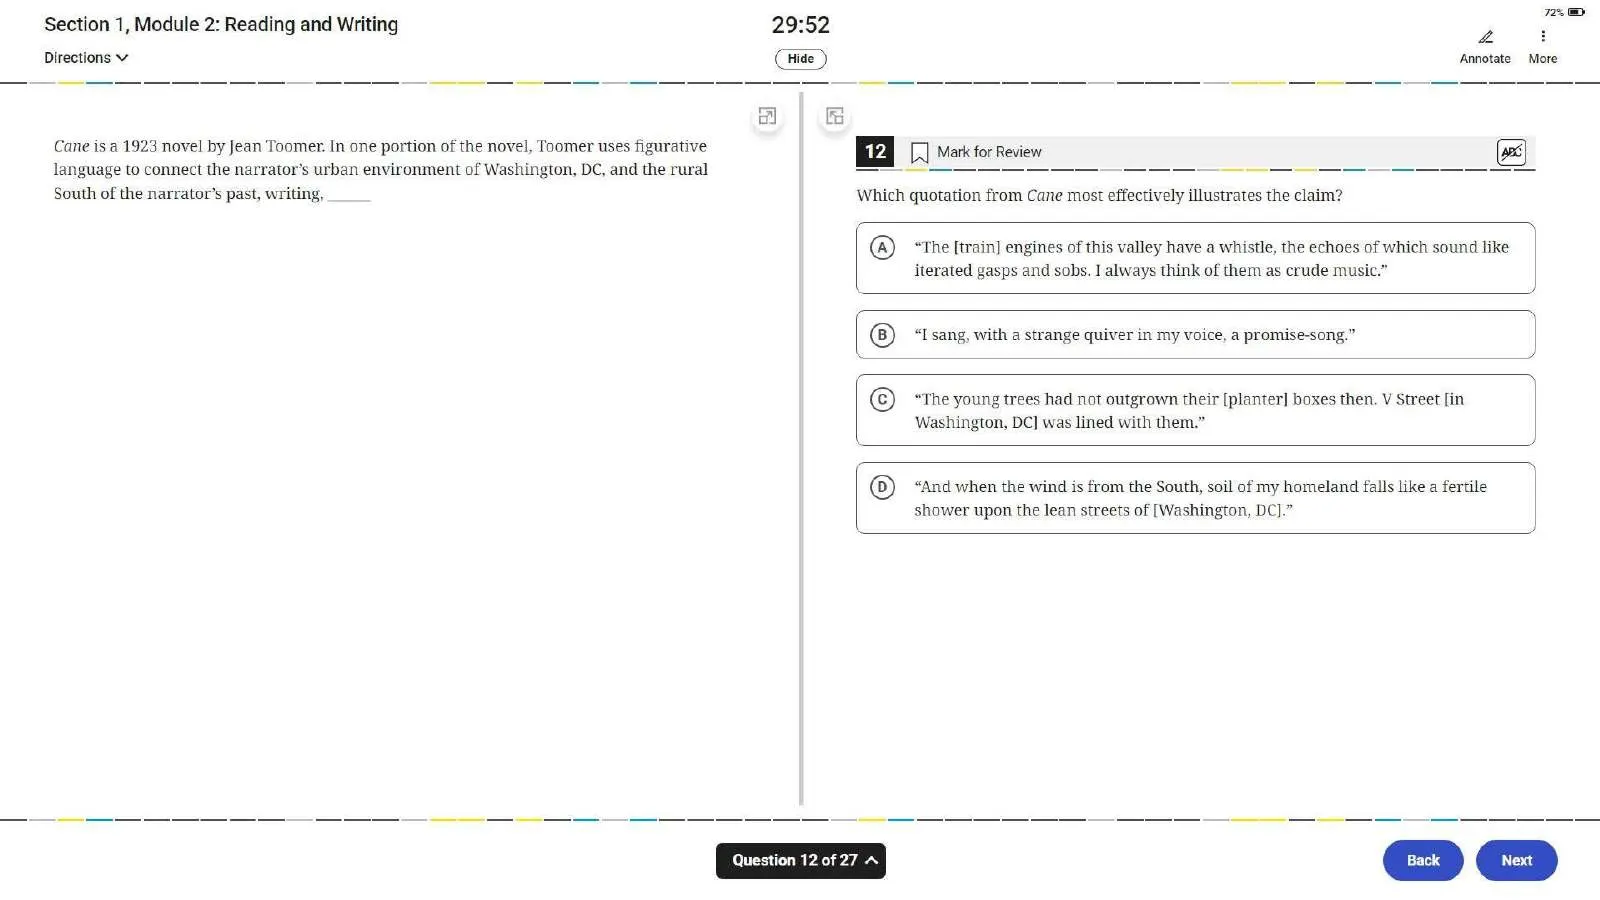 Section 1, Module 2: Reading and Writing
Directions
29:52
Hide
72%
Annotate
More
Cane is a 1923 novel by Jean Toomer. In one portion of the novel, Toomer uses figurative
language to connect the narrator’s urban environment of Washington, DC, and the rural
South of the narrator’s past, writing, ______
12
Mark for Review
ABC
Which quotation from Cane most effectively illustrates the claim?
A
“The [train] engines of this valley have a whistle, the echoes of which sound like
iterated gasps and sobs. I always think of them as crude music.”
B
“I sang, with a strange quiver in my voice, a promise-song.”
C
“The young trees had not outgrown their [planter] boxes then. V Street [in
Washington, DC] was lined with them.”
D
“And when the wind is from the South, soil of my homeland falls like a fertile
shower upon the lean streets of [Washington, DC].”
Question 12 of 27
Back
Next